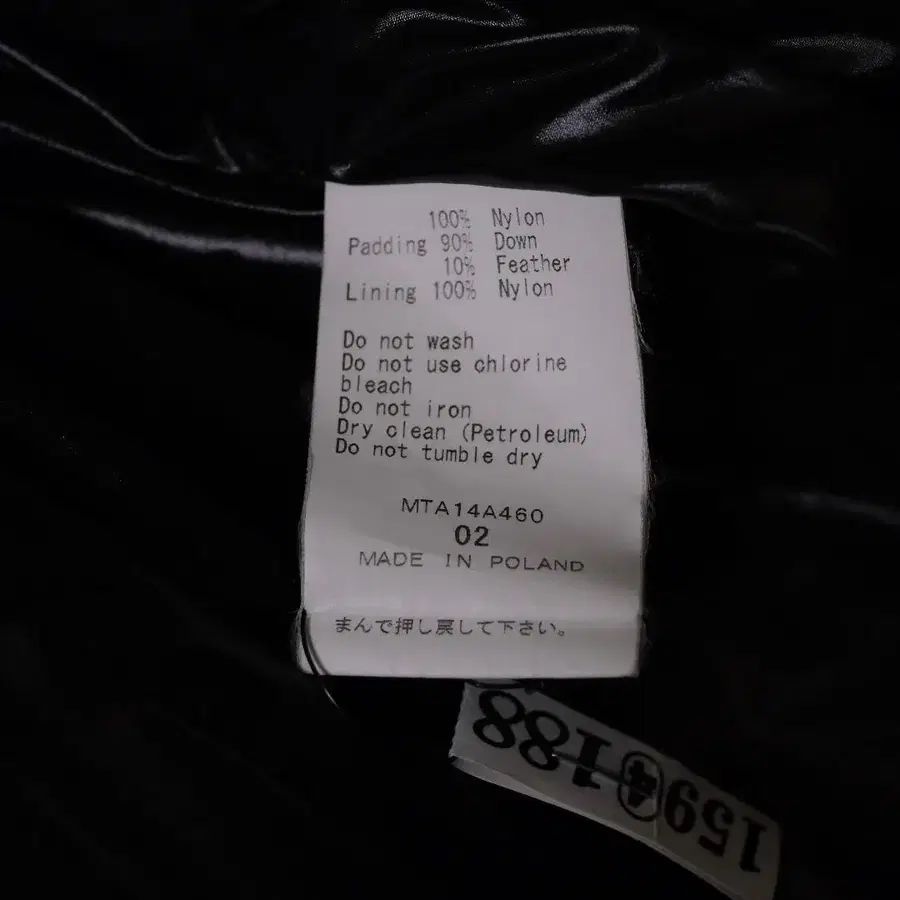 100% Nylon
Padding 90% Down
10% Feather
Lining 100% Nylon
Do not wash
Do not use chlorine
bleach
Do not iron
Dry clean (Petroleum)
Do not tumble dry
MTA14A460
02
MADE IN POLAND
まんで押し戻して下さい。
159④188